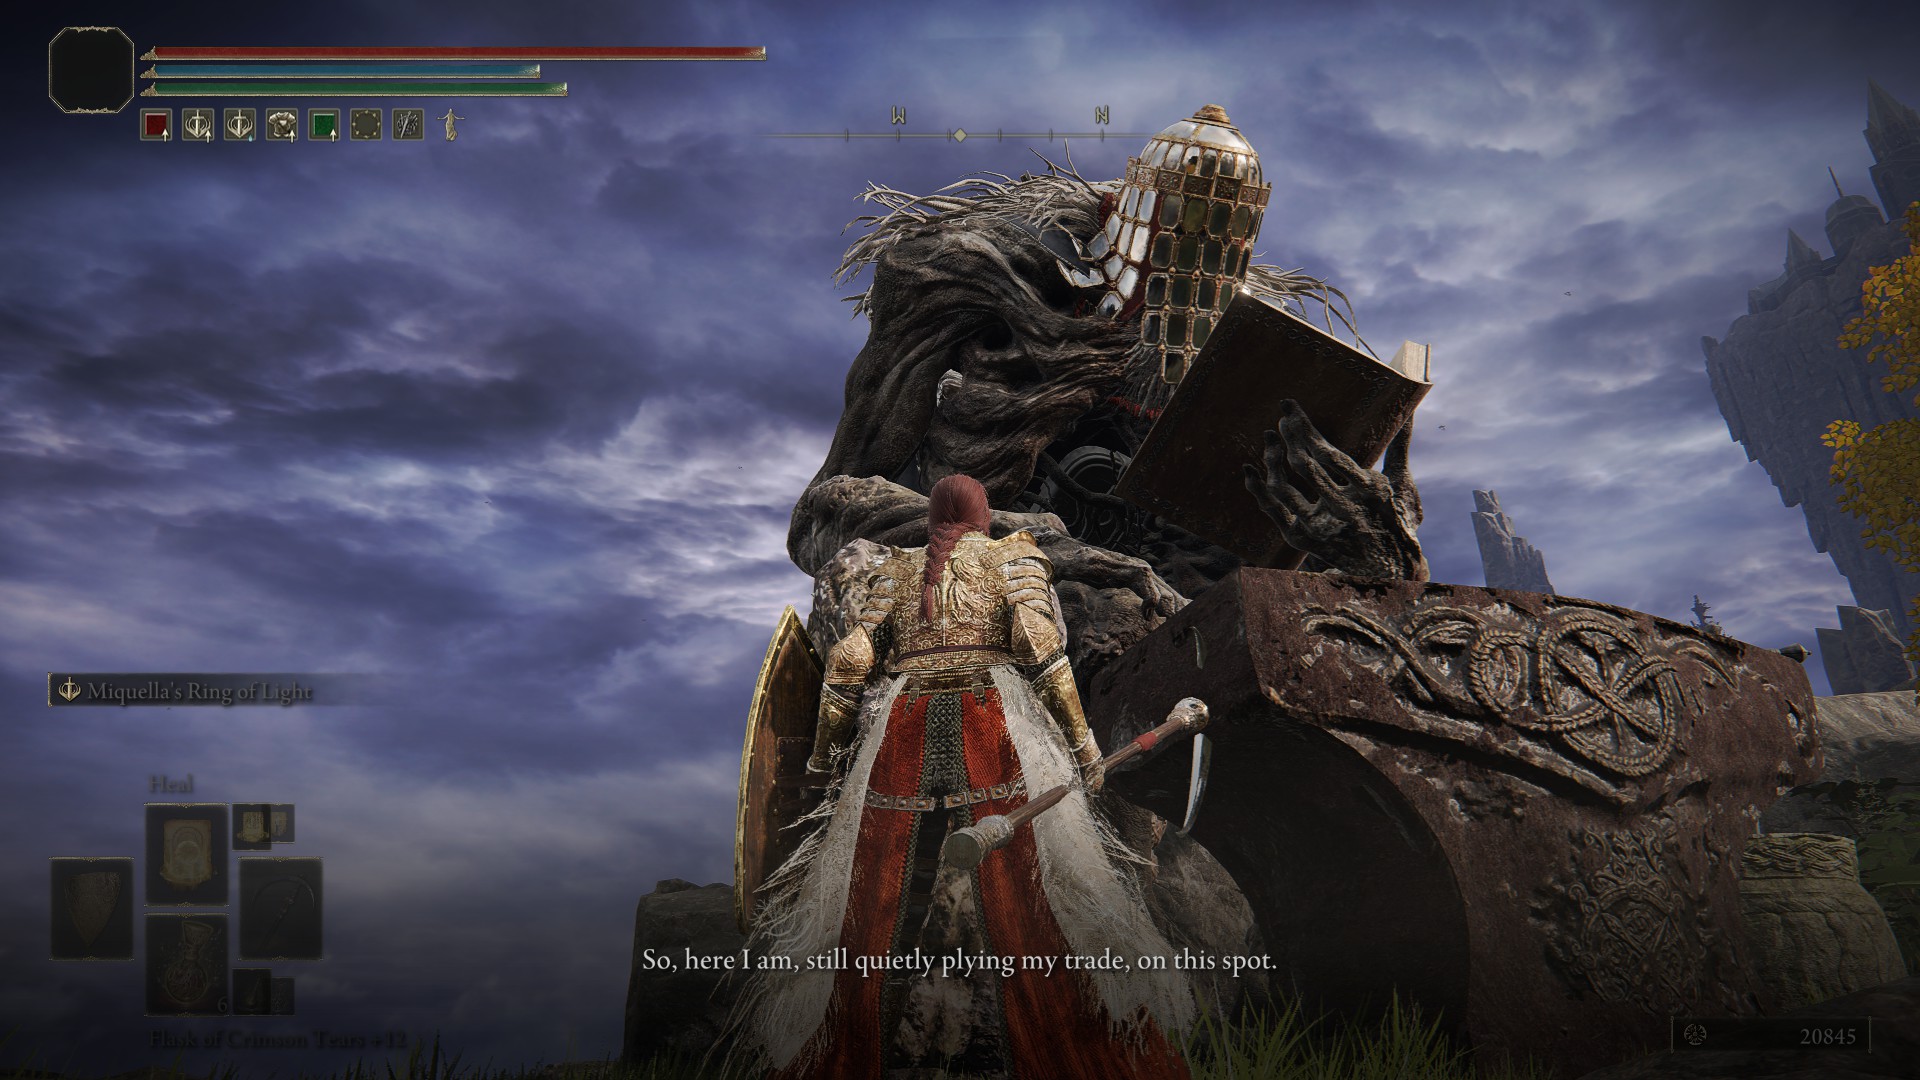 W
N
Miquella's Ring of Light
Heal
6
Flask of Crimson Tears +12
So, here I am, still quietly plying my trade, on this spot.
20845